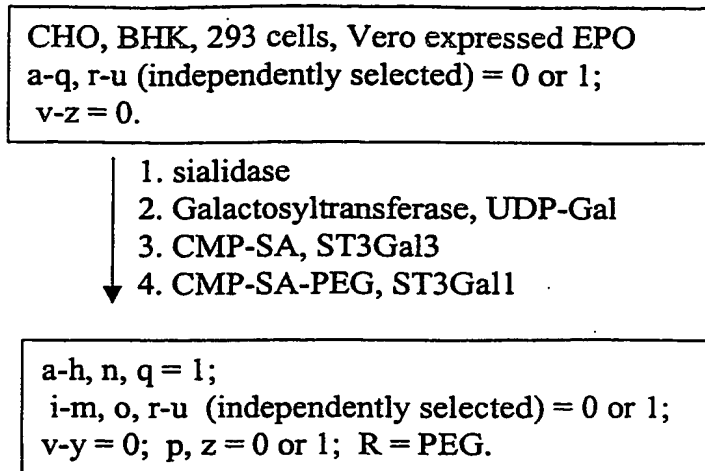 CHO, BHK, 293 cells, Vero expressed EPO
a-q, r-u (independently selected) = 0 or 1;
v-z = 0.
1. sialidase
2. Galactosyltransferase, UDP-Gal
3. CMP-SA, ST3Gal3
4. CMP-SA-PEG, ST3Gal1
a-h, n, q = 1;
i-m, o, r-u (independently selected) = 0 or 1;
v-y = 0; p, z = 0 or 1; R = PEG.